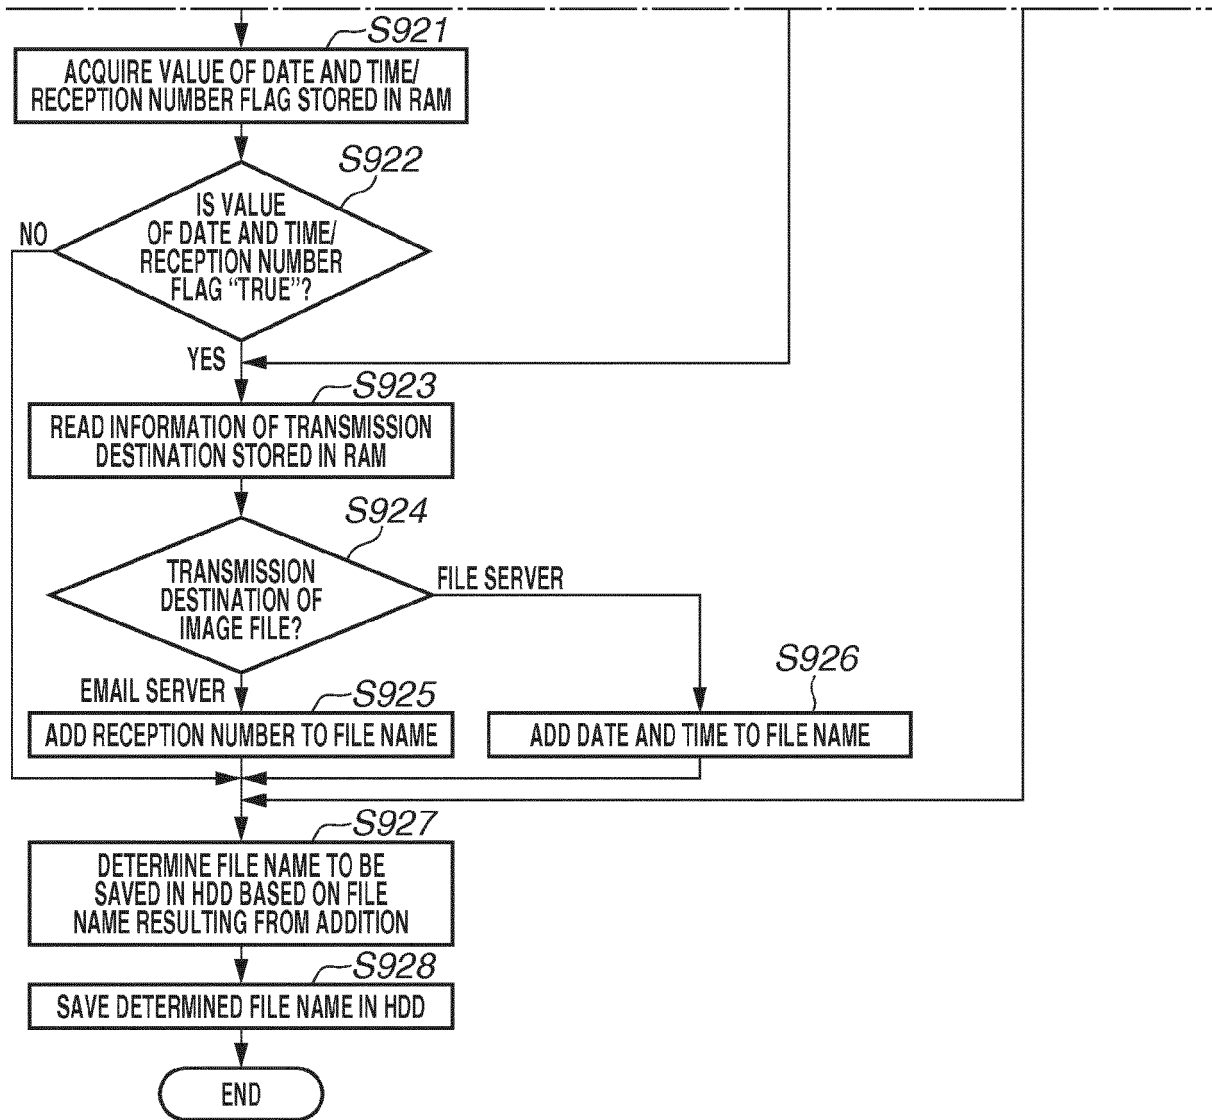 S921
ACQUIRE VALUE OF DATE AND TIME/
RECEPTION NUMBER FLAG STORED IN RAM
S922
IS VALUE
OF DATE AND TIME/
RECEPTION NUMBER
FLAG “TRUE”?
NO
YES
S923
READ INFORMATION OF TRANSMISSION
DESTINATION STORED IN RAM
S924
TRANSMISSION
DESTINATION OF
IMAGE FILE?
FILE SERVER
EMAIL SERVER
S925
ADD RECEPTION NUMBER TO FILE NAME
S926
ADD DATE AND TIME TO FILE NAME
S927
DETERMINE FILE NAME TO BE
SAVED IN HDD BASED ON FILE
NAME RESULTING FROM ADDITION
S928
SAVE DETERMINED FILE NAME IN HDD
END